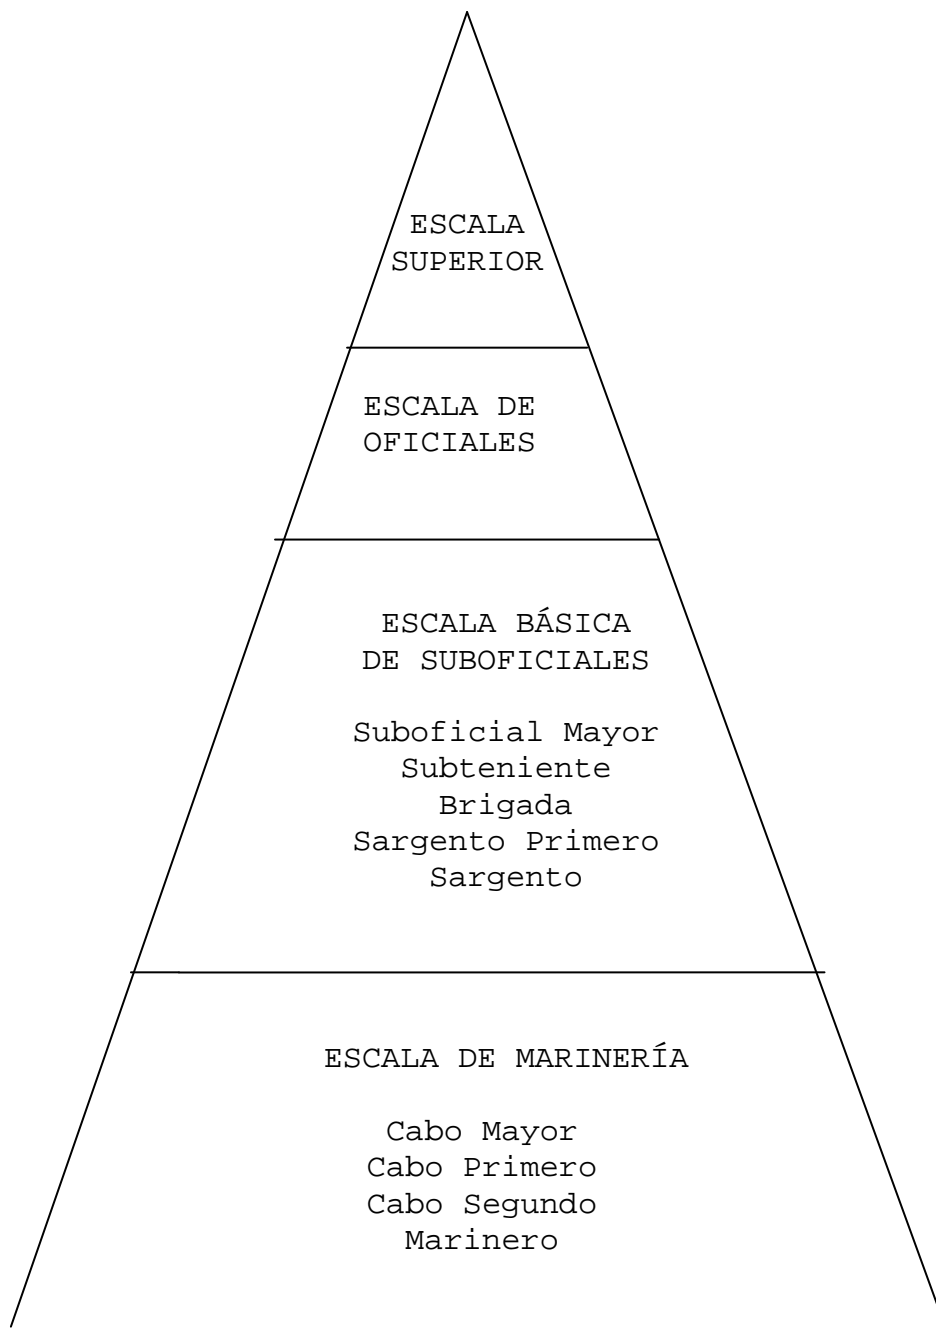 ESCALA
SUPERIOR
ESCALA DE
OFICIALES
ESCALA BÁSICA
DE SUBOFICIALES
Suboficial Mayor
Subteniente
Brigada
Sargento Primero
Sargento
ESCALA DE MARINERÍA
Cabo Mayor
Cabo Primero
Cabo Segundo
Marinero